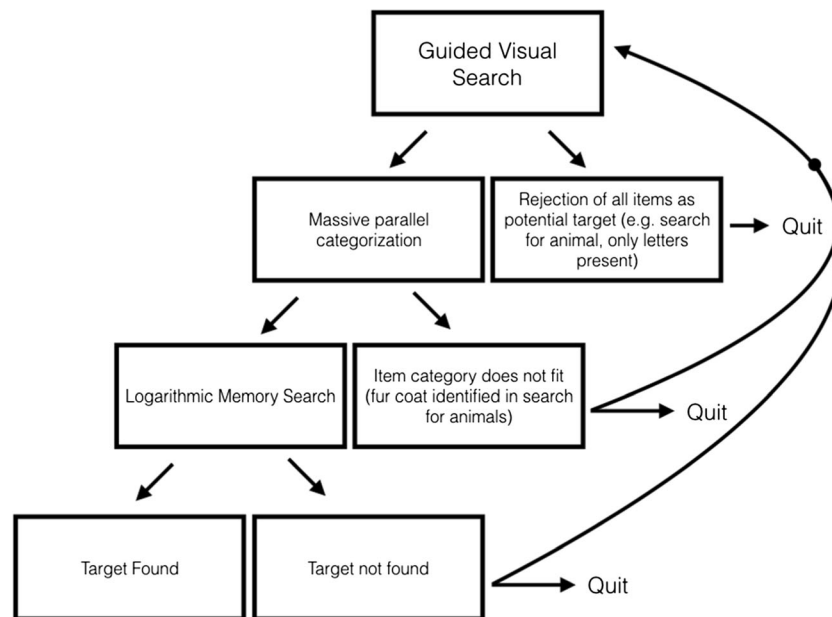 Guided Visual
Search
Massive parallel
categorization
Rejection of all items as
potential target (e.g. search
for animal, only letters
present)
Quit
Logarithmic Memory Search
Item category does not fit
(fur coat identified in search
for animals)
Quit
Target Found
Target not found
Quit